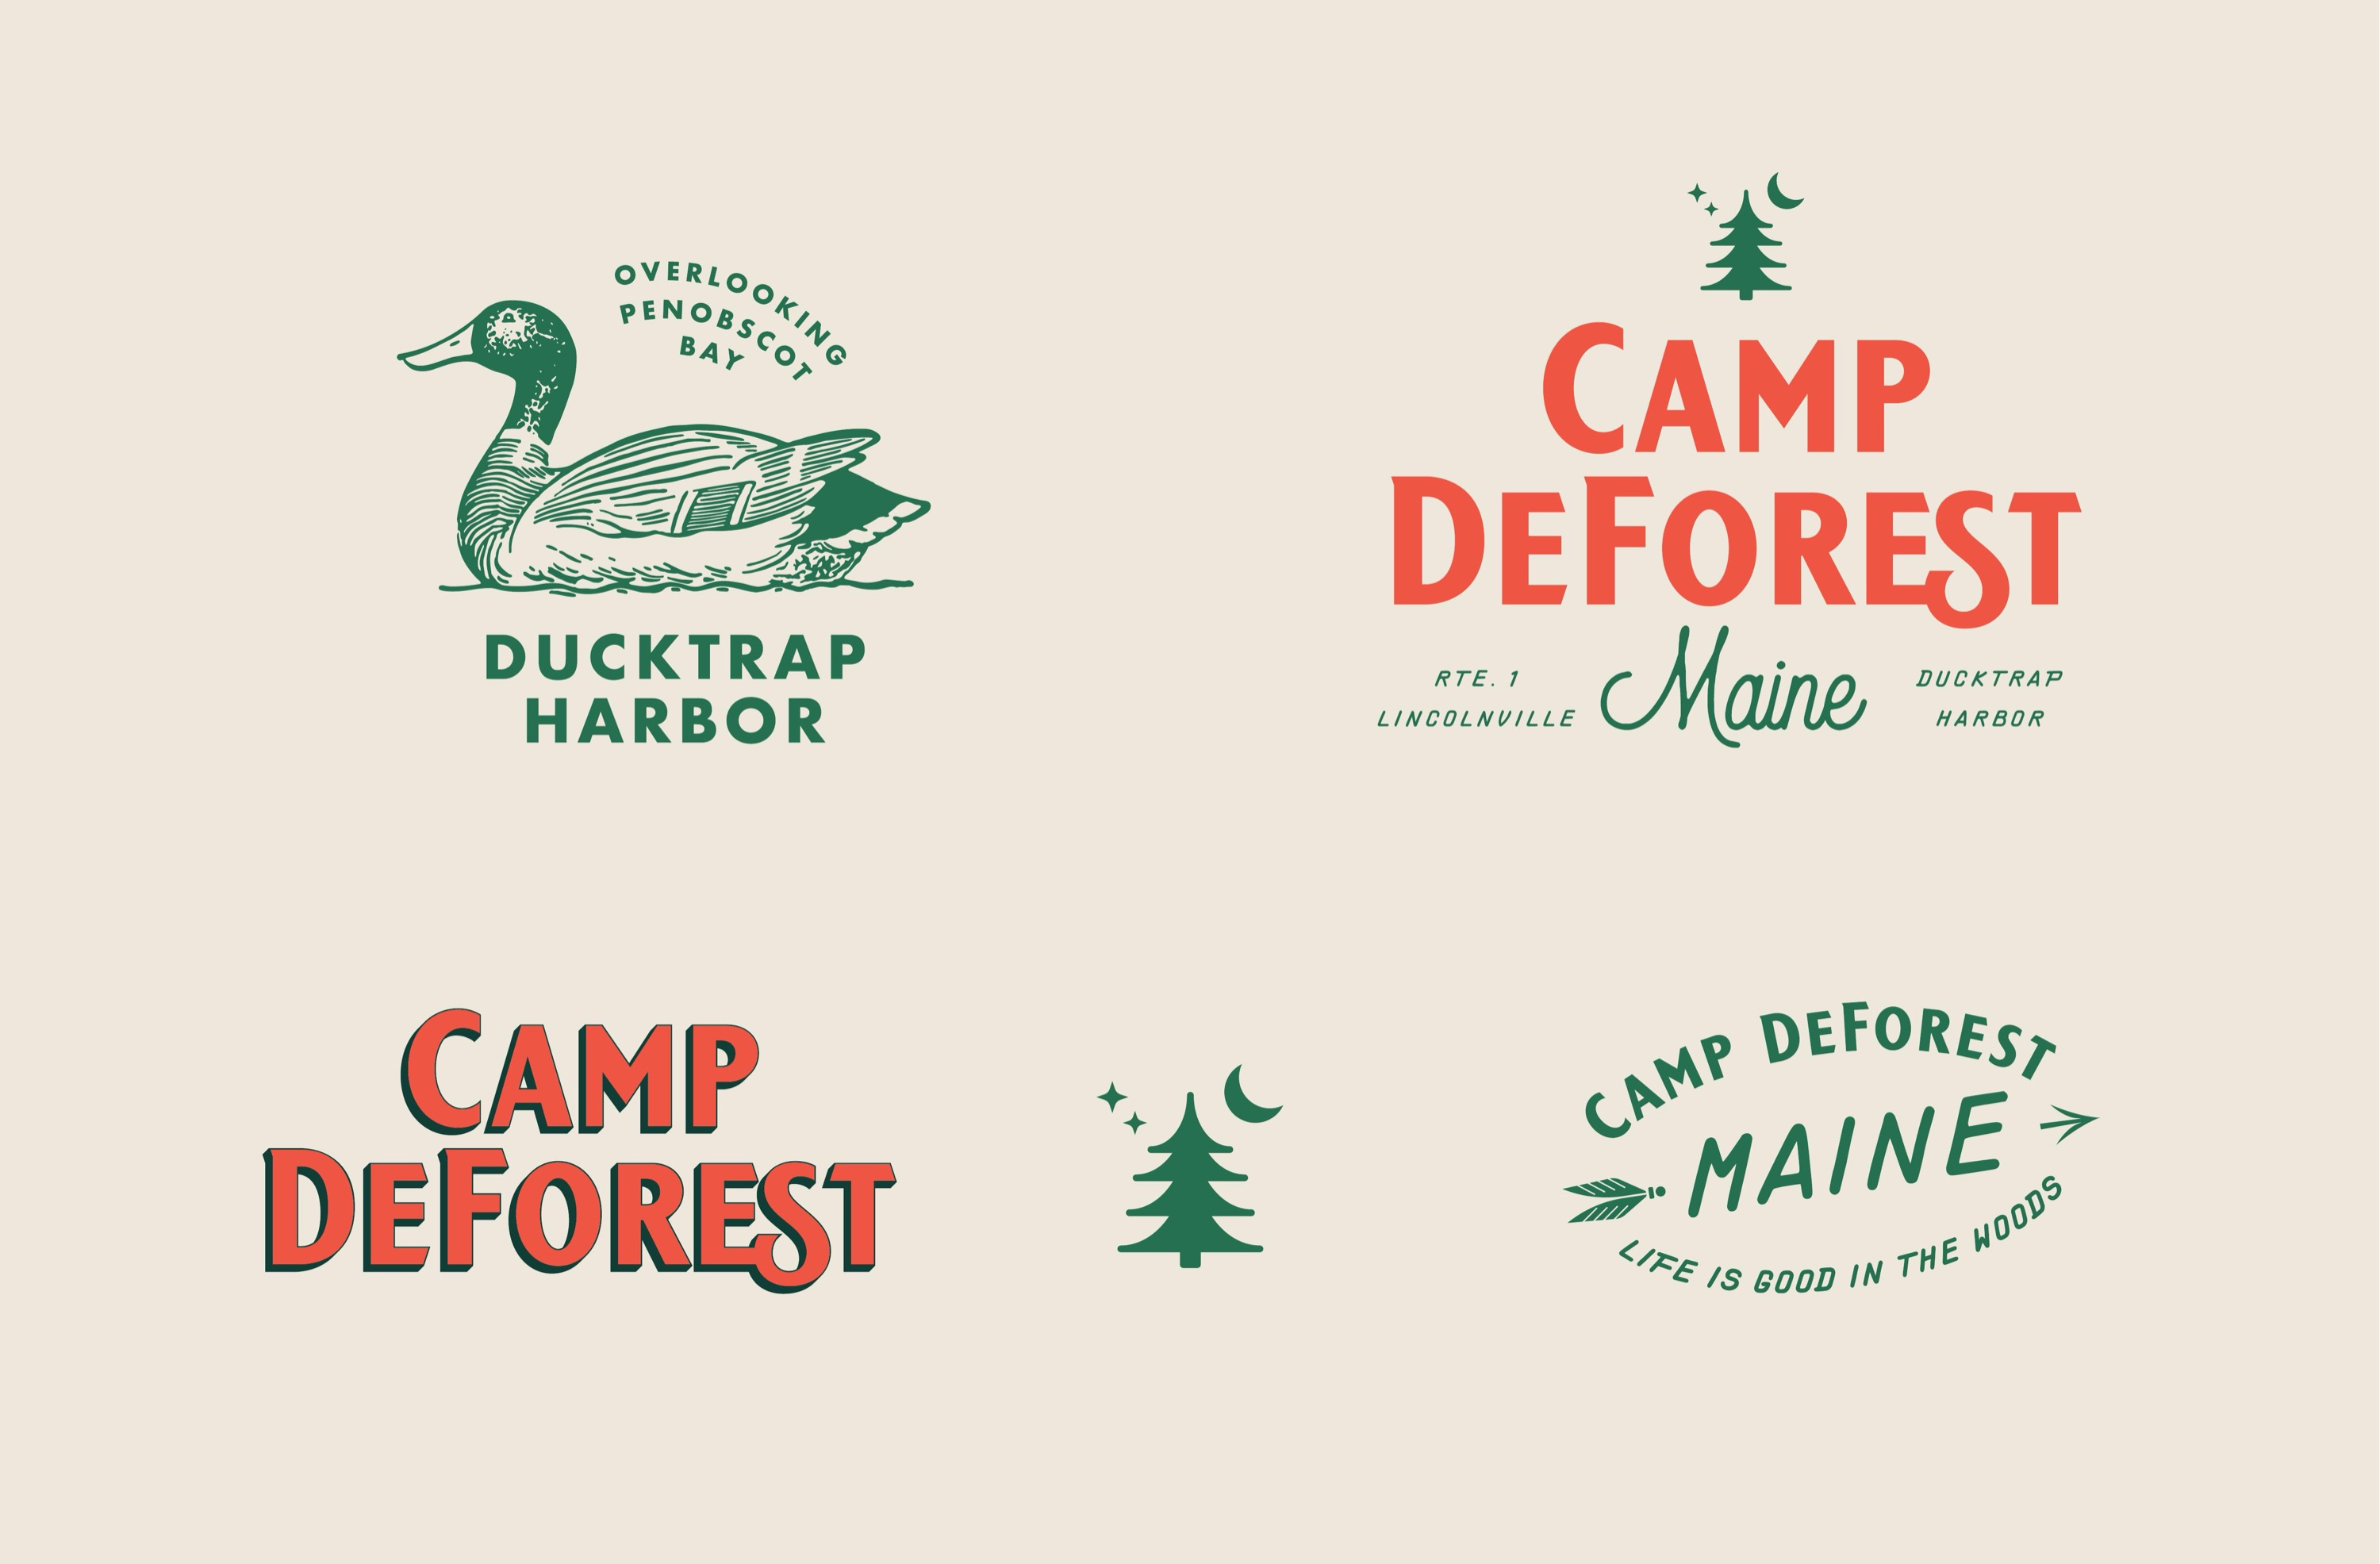 OVERLOOKING
PENOBSCOT
BAY
DUCKTRAP
HARBOR
CAMP
DEFOREST
RTE. 1
LINCOLNVILLE
Maine
DUCKTRAP
HARBOR
CAMP
DEFOREST
CAMP DEFOREST
MAINE
LIFE IS GOOD IN THE WOODS